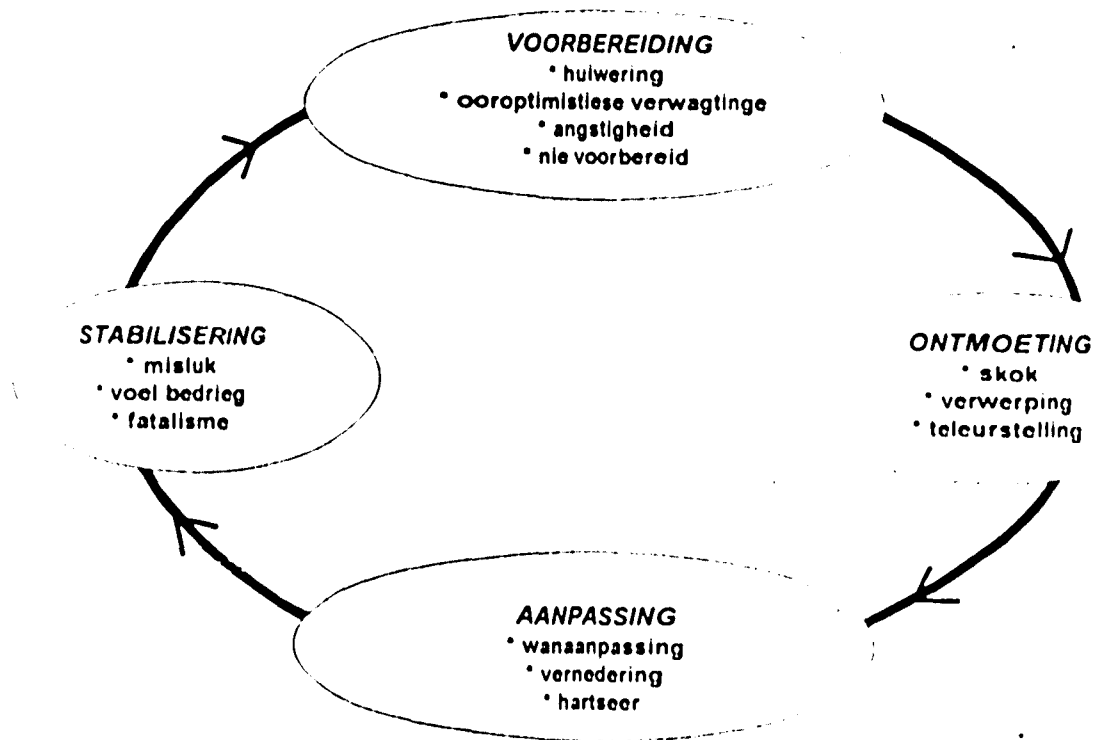 VOORBEREIDING
* huiwering
* ooroptimistiese verwagtinge
* angstigheid
* nie voorbereid
STABILISERING
* misluk
* voel bedrieg
* fatalisme
ONTMOETING
* skok
* verwerping
* teleurstelling
AANPASSING
* wanaanpassing
* vernedering
* hartseer